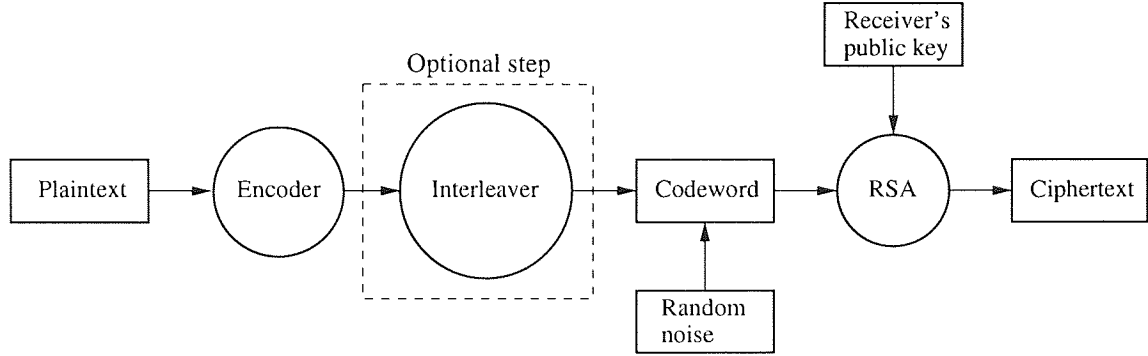 Receiver's
public key
Optional step
Plaintext
Encoder
Interleaver
Codeword
RSA
Ciphertext
Random
noise